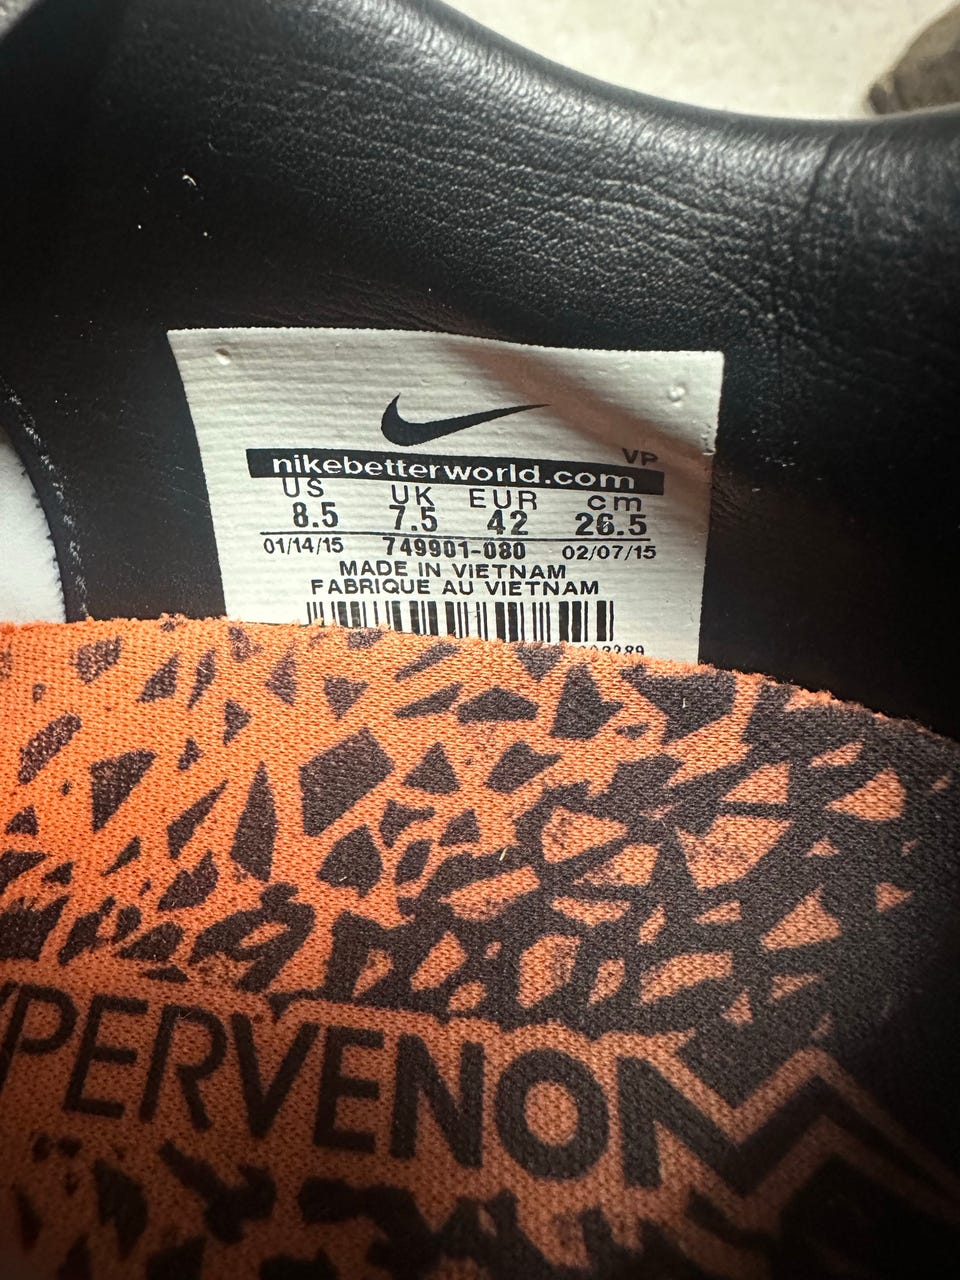 VP
nikebetterworld.com
US UK EUR cm
8.5 7.5 42 26.5
01/14/15 749901-080 02/07/15
MADE IN VIETNAM
FABRIQUE AU VIETNAM
YPERVENOM